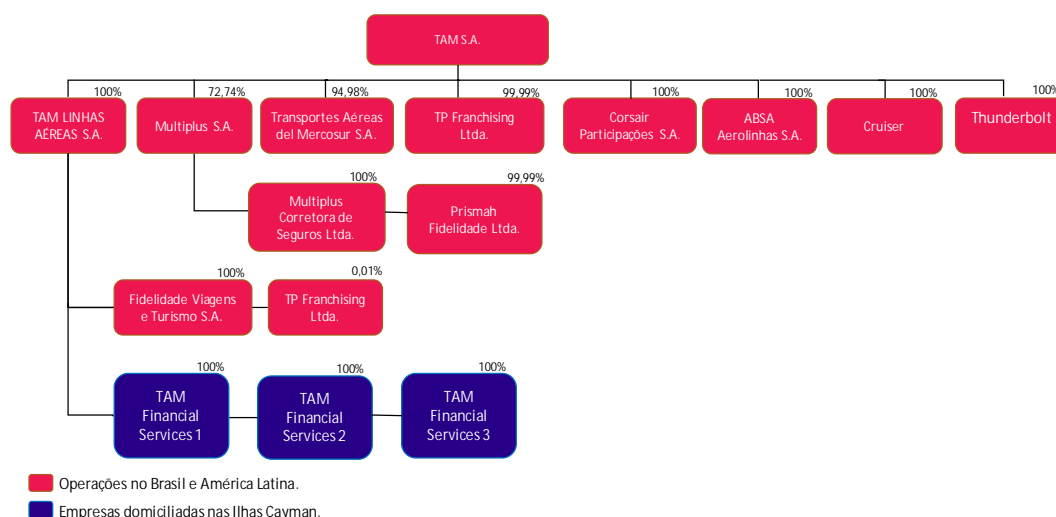 TAM S.A.
100%
72,74%
94,98%
99,99%
100%
100%
100%
100%
TAM LINHAS
AÉREAS S.A.
Multiplus S.A.
Transportes Aéreas
del Mercosur S.A.
TP Franchising
Ltda.
Corsair
Participações S.A.
ABSA
Aerolinhas S.A.
Cruiser
Thunderbolt
100%
99,99%
Multiplus
Corretora de
Seguros Ltda.
Prismah
Fidelidade Ltda.
100%
0,01%
Fidelidade Viagens
e Turismo S.A.
TP Franchising
Ltda.
100%
100%
100%
TAM
Financial
Services 1
TAM
Financial
Services 2
TAM
Financial
Services 3
Operações no Brasil e América Latina.
Empresas domiciliadas nas Ilhas Cayman.